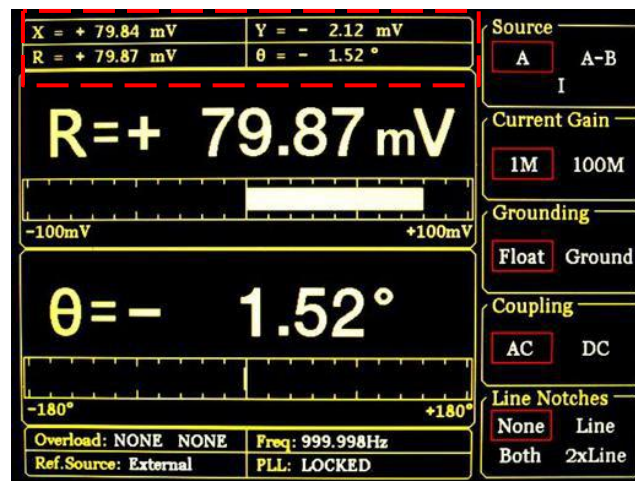 X = + 79.84 mV
Y = - 2.12 mV
R = + 79.87 mV
θ = - 1.52 °
R=+ 79.87 mV
-100mV
+100mV
θ=- 1.52°
-180°
+180°
Overload: NONE NONE
Freq: 999.998Hz
Ref.Source: External
PLL: LOCKED
Source
A
A-B
I
Current Gain
1M
100M
Grounding
Float
Ground
Coupling
AC
DC
Line Notches
None
Line
Both
2xLine